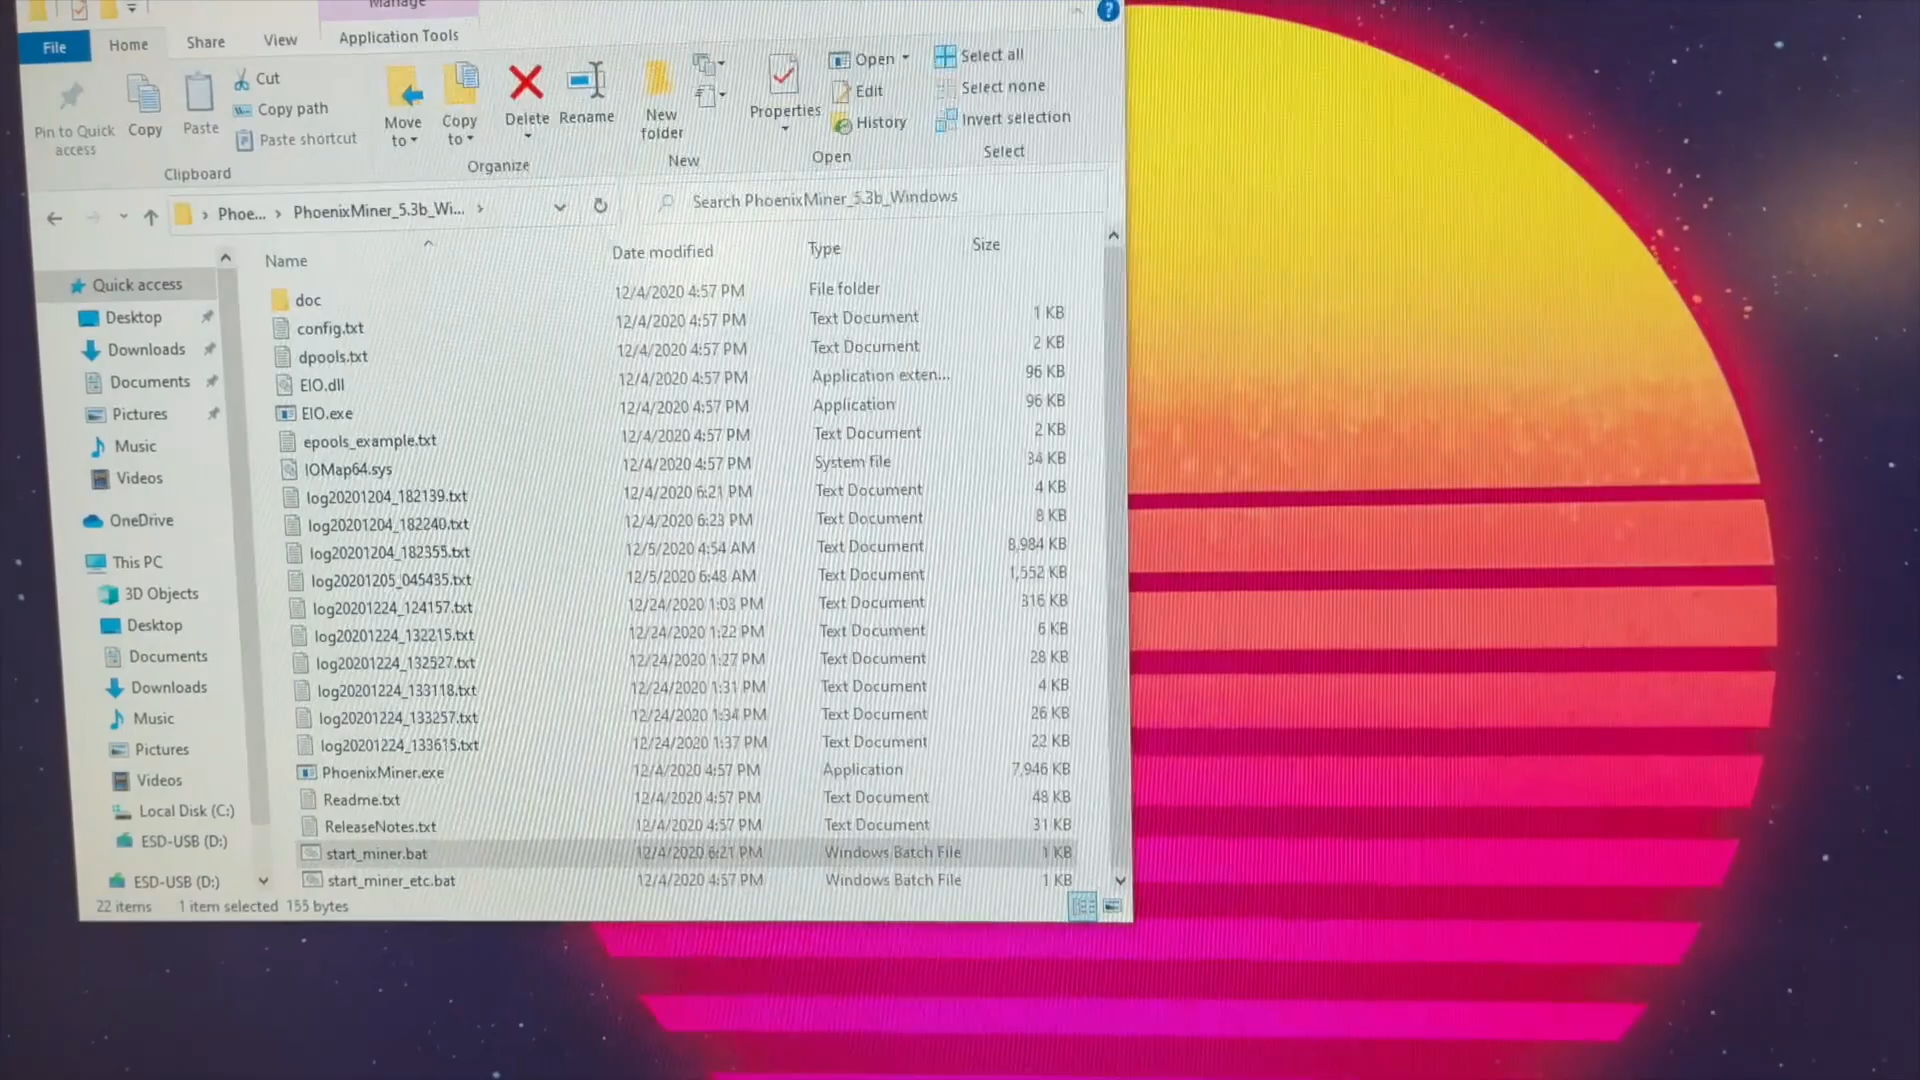 Manage
File Home Share View Application Tools
Pin to Quick access
Copy
Paste
Cut
Copy path
Paste shortcut
Clipboard
Move to
Copy to
Delete
Rename
Organize
New folder
New
Properties
Open
Edit
History
Open
Select all
Select none
Invert selection
Select
Phoe... › PhoenixMiner_5.3b_Wi... ›
Search PhoenixMiner_5.3b_Windows
Quick access
Desktop
Downloads
Documents
Pictures
Music
Videos
OneDrive
This PC
3D Objects
Desktop
Documents
Downloads
Music
Pictures
Videos
Local Disk (C:)
ESD-USB (D:)
ESD-USB (D:)
Name Date modified Type Size
doc 12/4/2020 4:57 PM File folder
config.txt 12/4/2020 4:57 PM Text Document 1 KB
dpools.txt 12/4/2020 4:57 PM Text Document 2 KB
EIO.dll 12/4/2020 4:57 PM Application exten... 96 KB
EIO.exe 12/4/2020 4:57 PM Application 96 KB
epools_example.txt 12/4/2020 4:57 PM Text Document 2 KB
IOMap64.sys 12/4/2020 4:57 PM System file 34 KB
log20201204_182139.txt 12/4/2020 6:21 PM Text Document 4 KB
log20201204_182240.txt 12/4/2020 6:23 PM Text Document 8 KB
log20201204_182355.txt 12/5/2020 4:54 AM Text Document 8,984 KB
log20201205_045435.txt 12/5/2020 6:48 AM Text Document 1,552 KB
log20201224_124157.txt 12/24/2020 1:03 PM Text Document 316 KB
log20201224_132215.txt 12/24/2020 1:22 PM Text Document 6 KB
log20201224_132527.txt 12/24/2020 1:27 PM Text Document 28 KB
log20201224_133118.txt 12/24/2020 1:31 PM Text Document 4 KB
log20201224_133257.txt 12/24/2020 1:34 PM Text Document 26 KB
log20201224_133615.txt 12/24/2020 1:37 PM Text Document 22 KB
PhoenixMiner.exe 12/4/2020 4:57 PM Application 7,946 KB
Readme.txt 12/4/2020 4:57 PM Text Document 48 KB
ReleaseNotes.txt 12/4/2020 4:57 PM Text Document 31 KB
start_miner.bat 12/4/2020 6:21 PM Windows Batch File 1 KB
start_miner_etc.bat 12/4/2020 4:57 PM Windows Batch File 1 KB
22 items 1 item selected 155 bytes